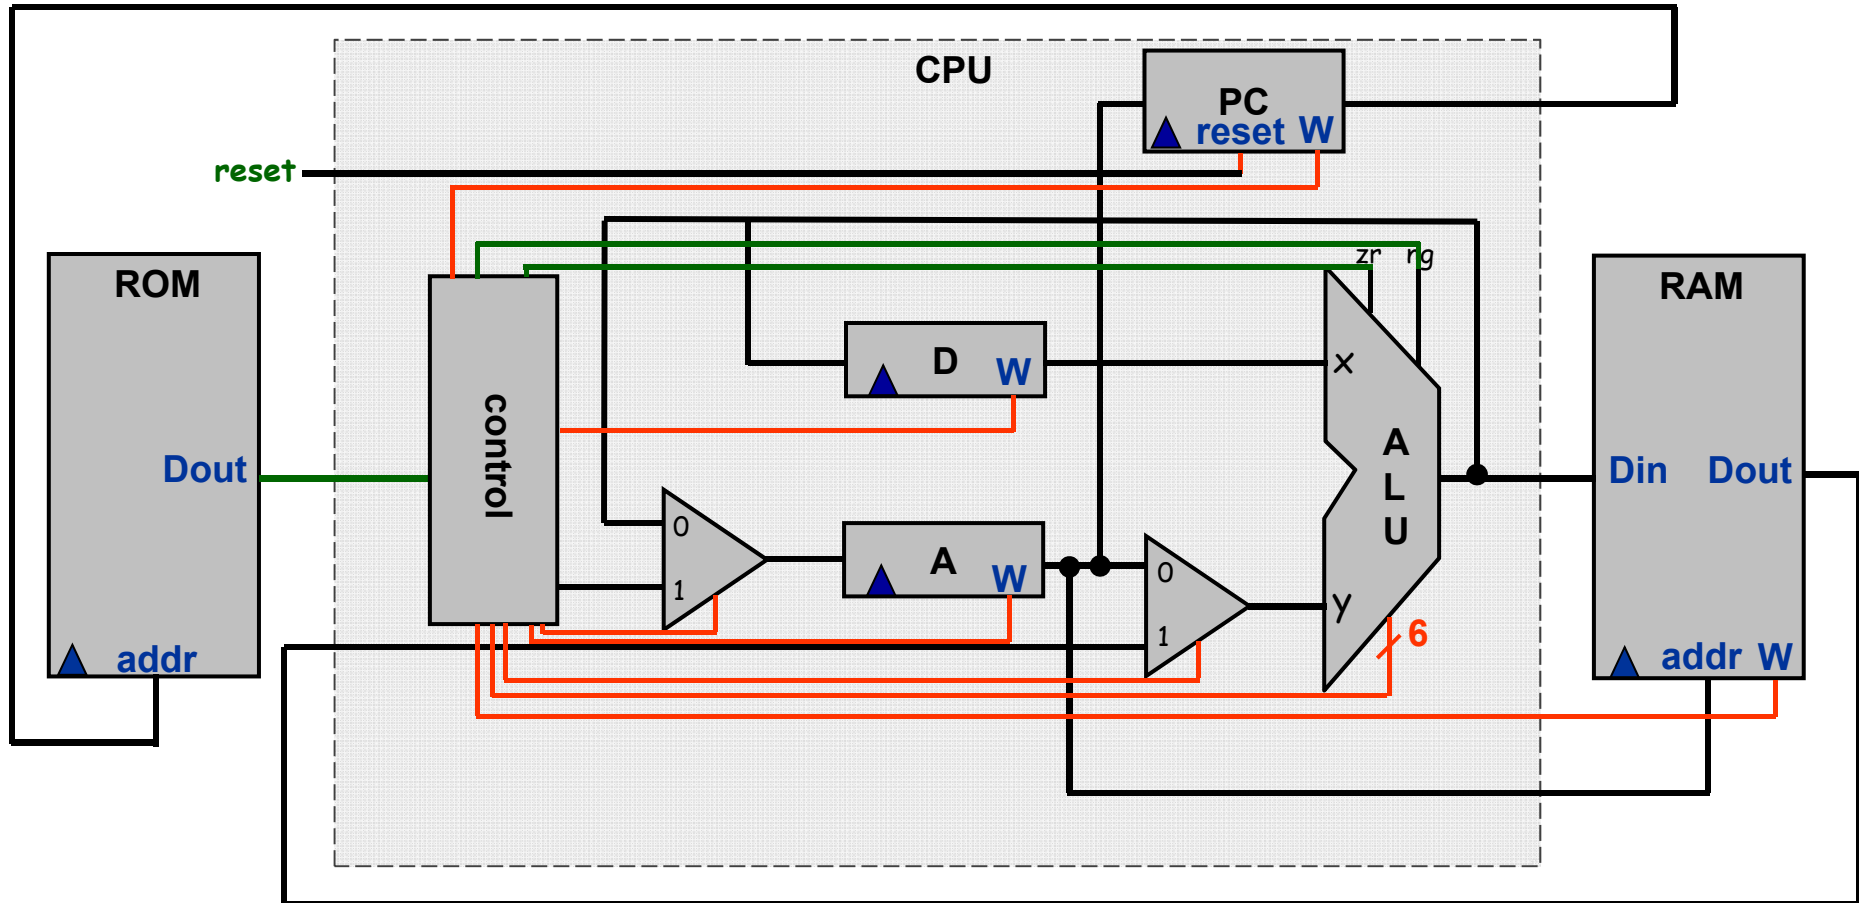 CPU
PC
reset W
reset
zr ng
ROM
RAM
D W
x
control
A
L
U
Dout
Din Dout
0
1
A W
0
1
y
6
addr
addr W